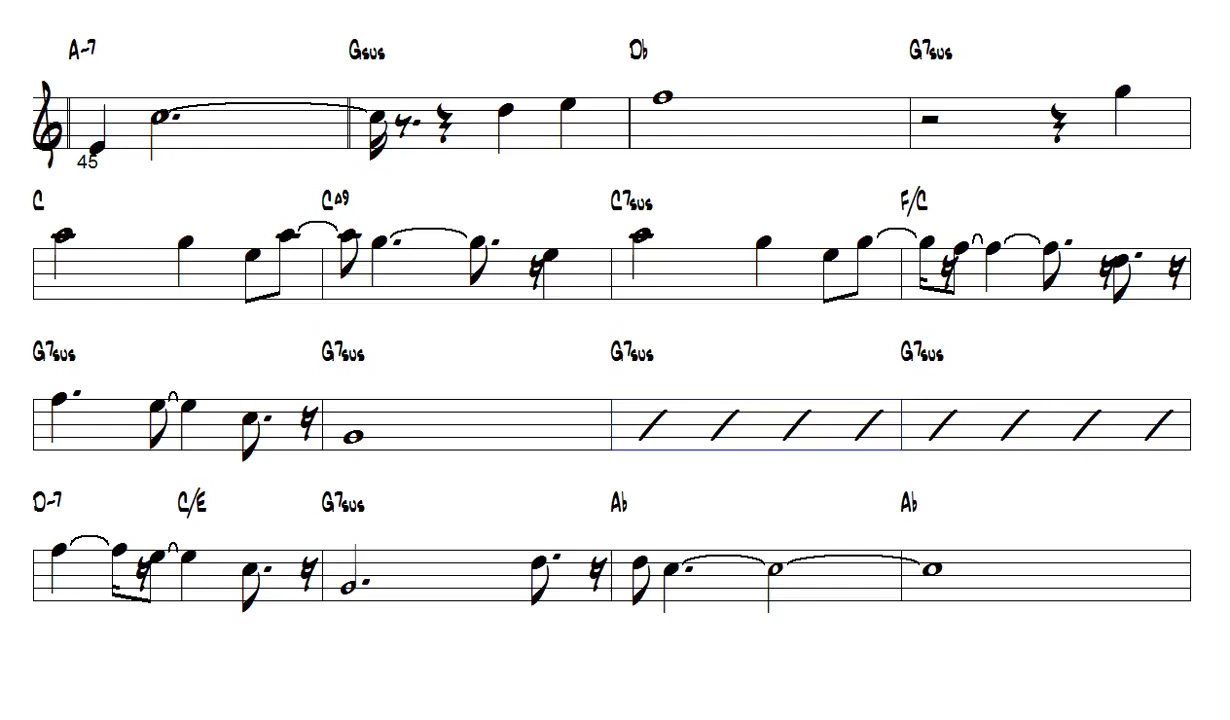 A-7 Gsus Db G7sus
45
C CΔ9 C7sus F/C
G7sus G7sus G7sus G7sus
D-7 C/E G7sus Ab Ab